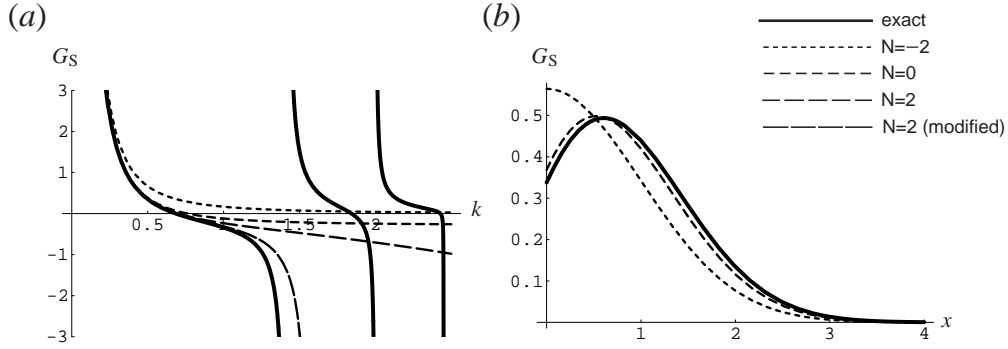 (a)
G_S
3
2
1
-1
-2
-3
0.5
1
1.5
2
k
(b)
G_S
0.5
0.4
0.3
0.2
0.1
1
2
3
4
x
exact
N=−2
N=0
N=2
N=2 (modified)